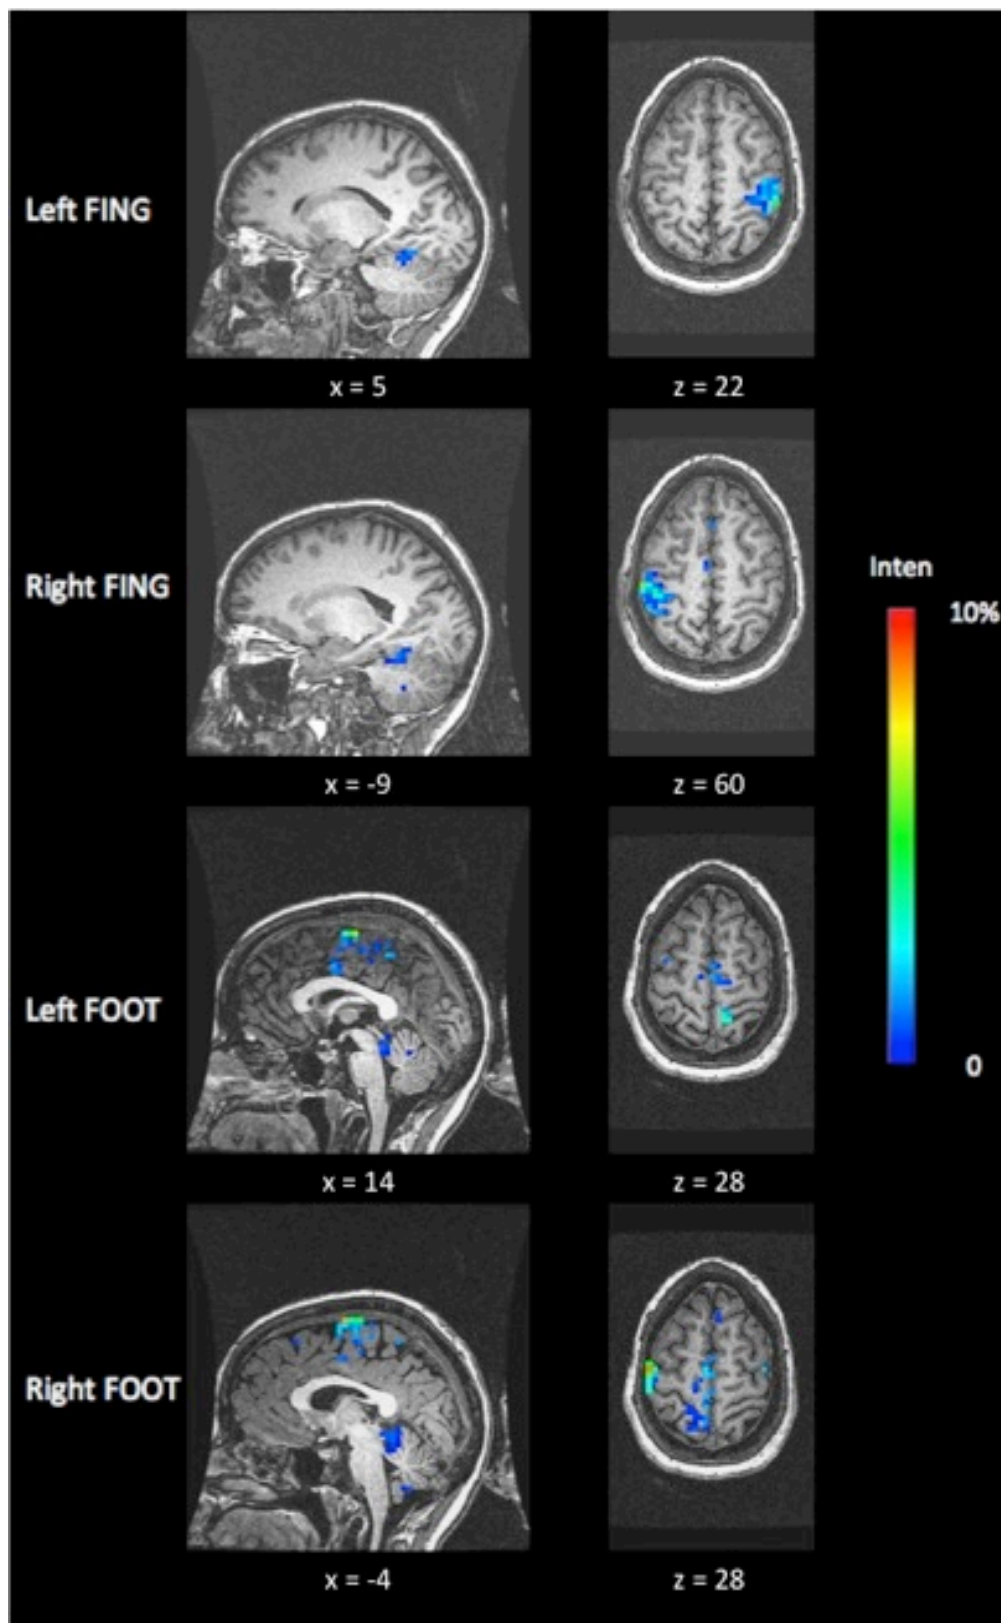 Left FING
x = 5
z = 22
Right FING
x = -9
z = 60
Inten
10%
0
Left FOOT
x = 14
z = 28
Right FOOT
x = -4
z = 28